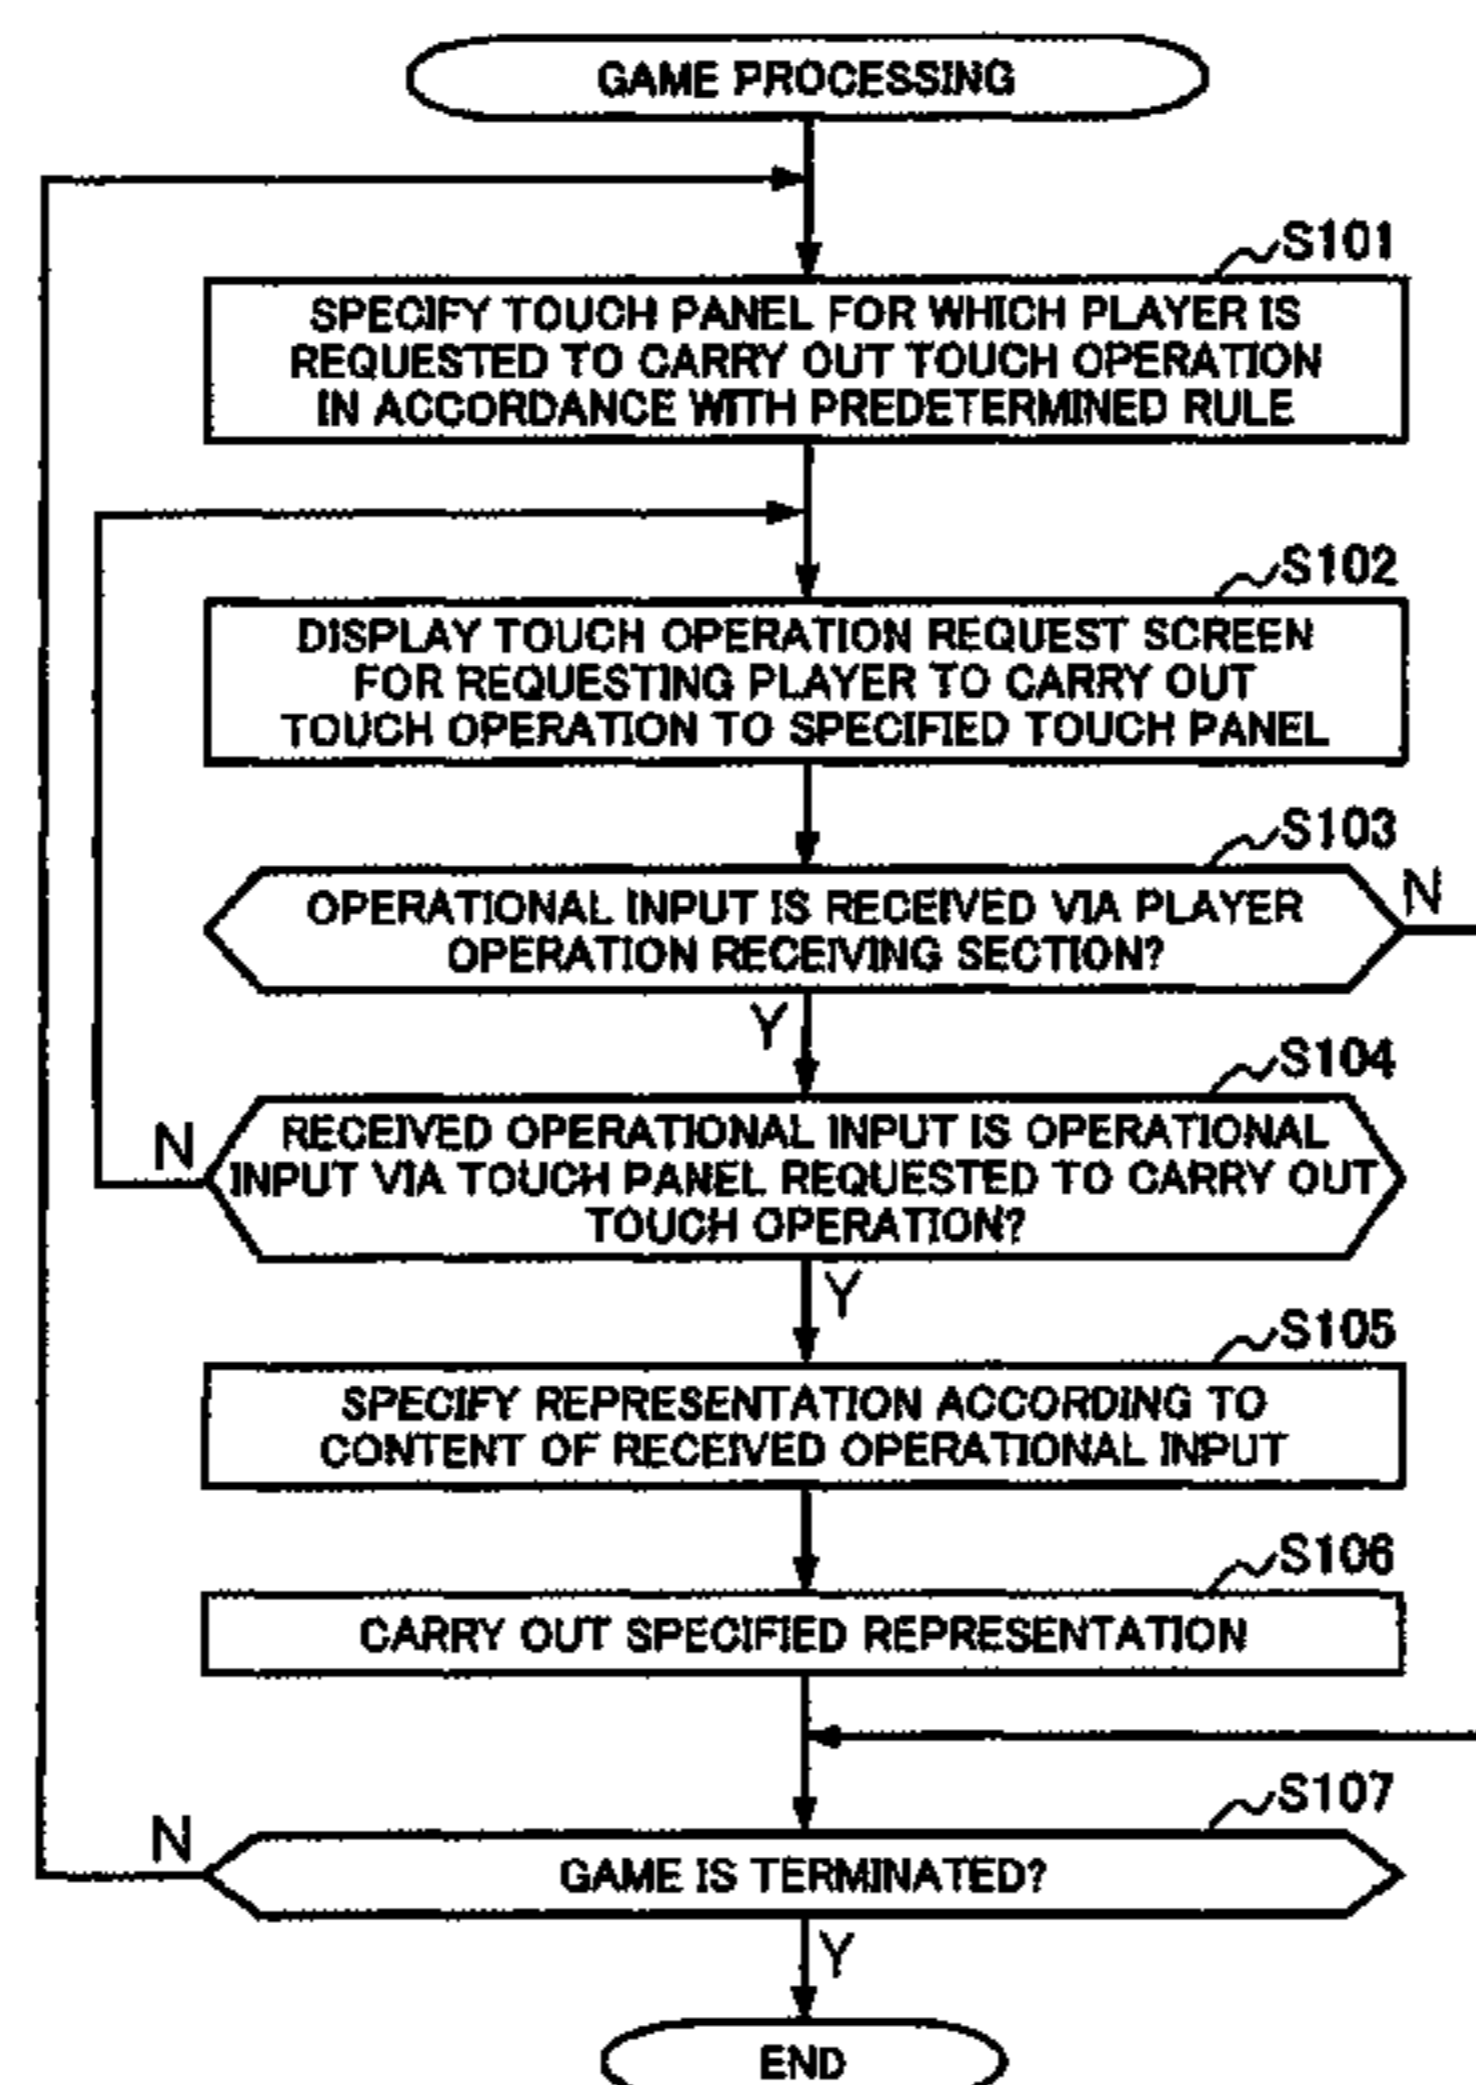 GAME PROCESSING
S101
SPECIFY TOUCH PANEL FOR WHICH PLAYER IS
REQUESTED TO CARRY OUT TOUCH OPERATION
IN ACCORDANCE WITH PREDETERMINED RULE
S102
DISPLAY TOUCH OPERATION REQUEST SCREEN
FOR REQUESTING PLAYER TO CARRY OUT
TOUCH OPERATION TO SPECIFIED TOUCH PANEL
S103
OPERATIONAL INPUT IS RECEIVED VIA PLAYER
OPERATION RECEIVING SECTION?
N
Y
S104
RECEIVED OPERATIONAL INPUT IS OPERATIONAL
INPUT VIA TOUCH PANEL REQUESTED TO CARRY OUT
TOUCH OPERATION?
N
Y
S105
SPECIFY REPRESENTATION ACCORDING TO
CONTENT OF RECEIVED OPERATIONAL INPUT
S106
CARRY OUT SPECIFIED REPRESENTATION
S107
GAME IS TERMINATED?
N
Y
END